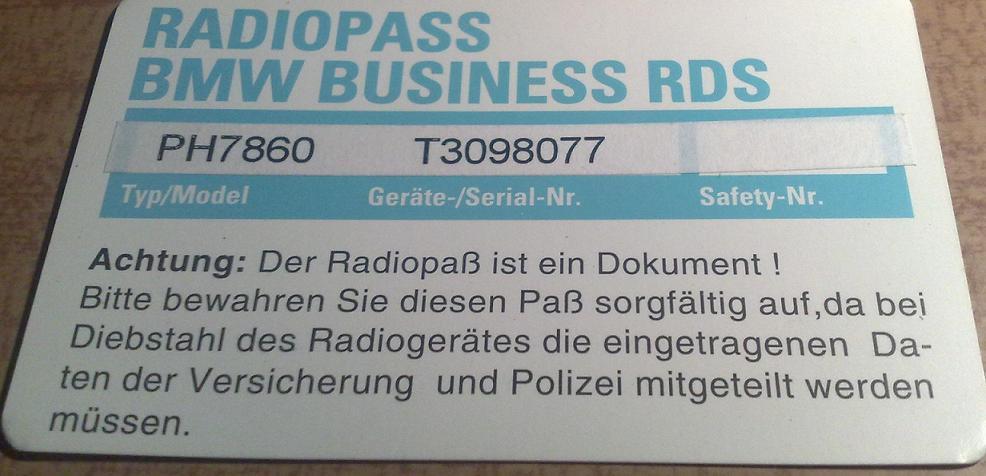 RADIOPASS
BMW BUSINESS RDS
PH7860 T3098077
Typ/Model Geräte-/Serial-Nr. Safety-Nr.
Achtung: Der Radiopaß ist ein Dokument !
Bitte bewahren Sie diesen Paß sorgfältig auf,da bei
Diebstahl des Radiogerätes die eingetragenen Da-
ten der Versicherung und Polizei mitgeteilt werden
müssen.